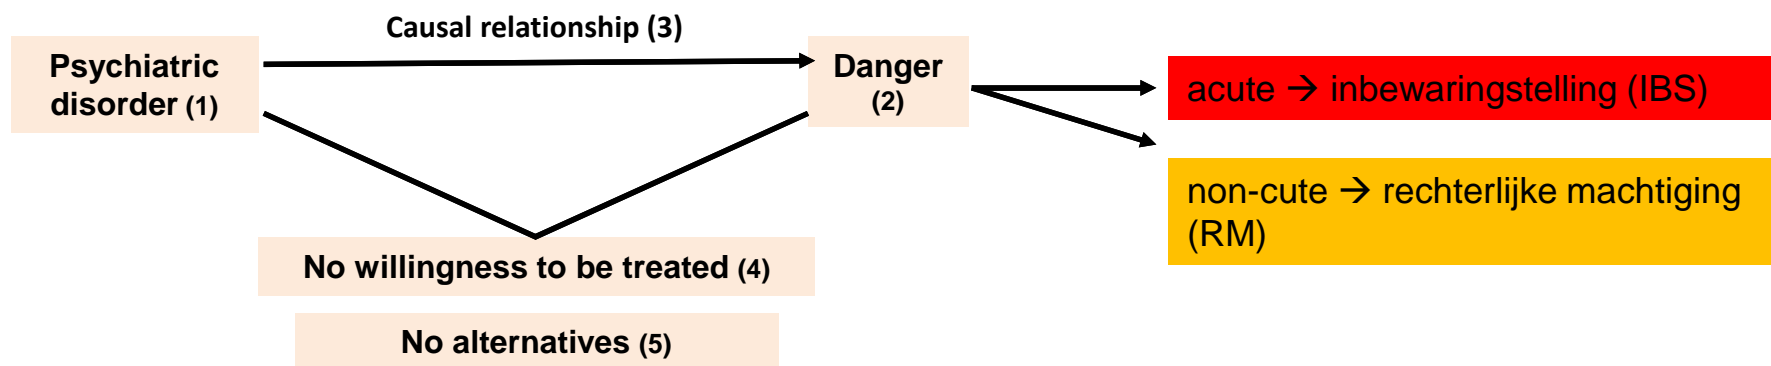 Causal relationship (3)
Psychiatric
disorder (1)
Danger
(2)
acute → inbewaringstelling (IBS)
non-cute → rechterlijke machtiging
(RM)
No willingness to be treated (4)
No alternatives (5)